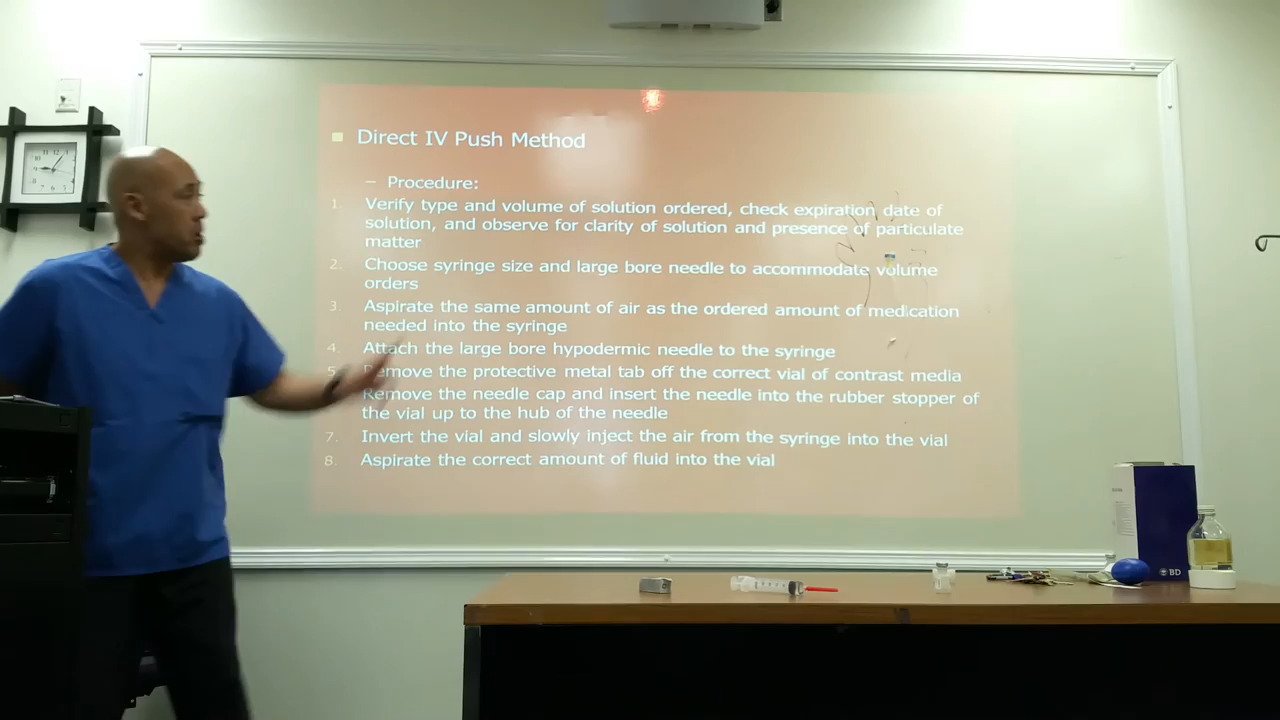 Direct IV Push Method
– Procedure:
1. Verify type and volume of solution ordered, check expiration date of
solution, and observe for clarity of solution and presence of particulate
matter
2. Choose syringe size and large bore needle to accommodate volume
orders
3. Aspirate the same amount of air as the ordered amount of medication
needed into the syringe
4. Attach the large bore hypodermic needle to the syringe
5. Remove the protective metal tab off the correct vial of contrast media
Remove the needle cap and insert the needle into the rubber stopper of
the vial up to the hub of the needle
7. Invert the vial and slowly inject the air from the syringe into the vial
8. Aspirate the correct amount of fluid into the vial
BD